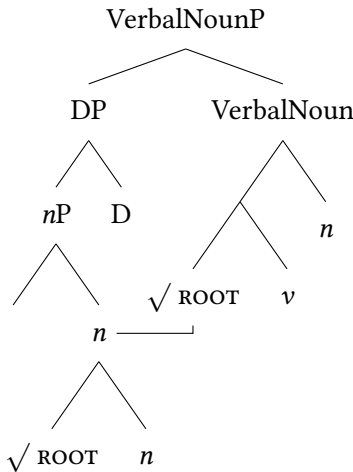 VerbalNounP
DP VerbalNoun
nP D n
√ ROOT v
n
√ ROOT n